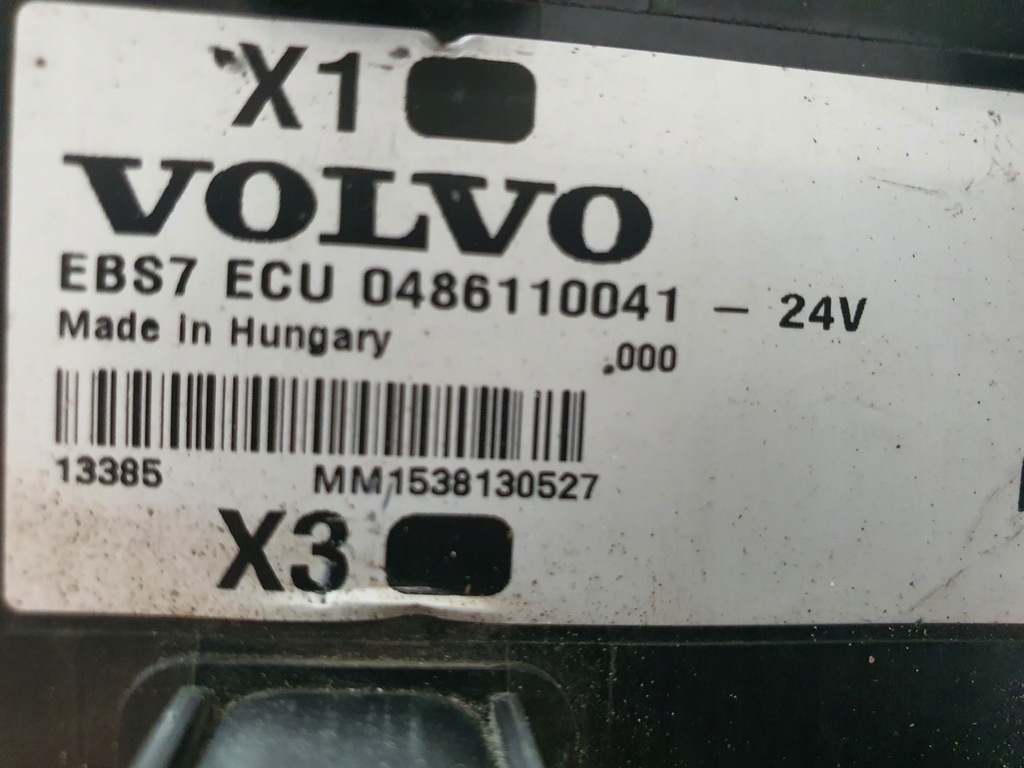 X1
VOLVO
EBS7 ECU 0486110041 - 24V
Made in Hungary .000
13385 MM1538130527
X3